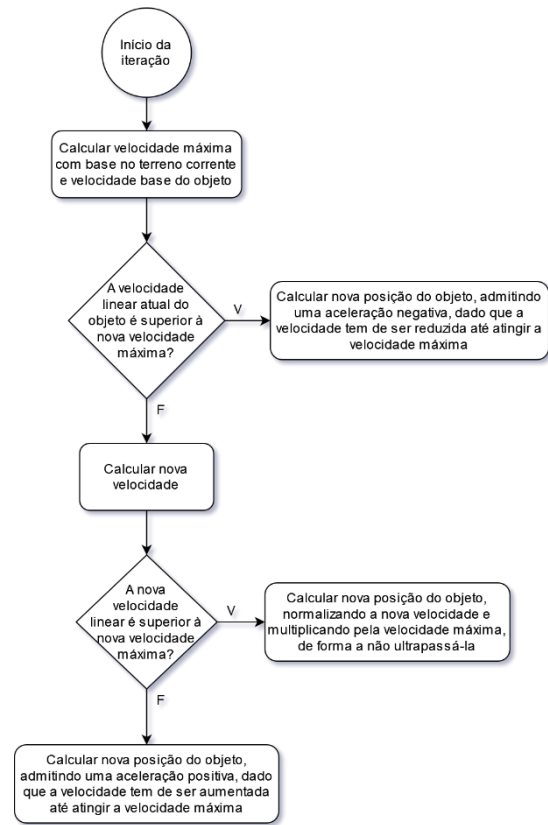 Início da
iteração
Calcular velocidade máxima
com base no terreno corrente
e velocidade base do objeto
A velocidade
linear atual do
objeto é superior à
nova velocidade
máxima?
V
Calcular nova posição do objeto, admitindo
uma aceleração negativa, dado que a
velocidade tem de ser reduzida até atingir a
velocidade máxima
F
Calcular nova
velocidade
A nova
velocidade
linear é superior à
nova velocidade
máxima?
V
Calcular nova posição do objeto,
normalizando a nova velocidade e
multiplicando pela velocidade máxima,
de forma a não ultrapassá-la
F
Calcular nova posição do objeto,
admitindo uma aceleração positiva, dado
que a velocidade tem de ser aumentada
até atingir a velocidade máxima